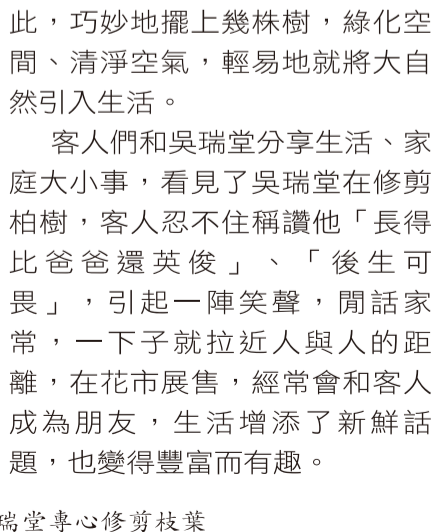 此，巧妙地擺上幾株樹，綠化空
間、清淨空氣，輕易地就將大自
然引入生活。
客人們和吳瑞堂分享生活、家
庭大小事，看見了吳瑞堂在修剪
柏樹，客人忍不住稱讚他「長得
比爸爸還英俊」、「後生可
畏」，引起一陣笑聲，閒話家
常，一下子就拉近人與人的距
離，在花市展售，經常會和客人
成為朋友，生活增添了新鮮話
題，也變得豐富而有趣。
瑞堂專心修剪枝葉